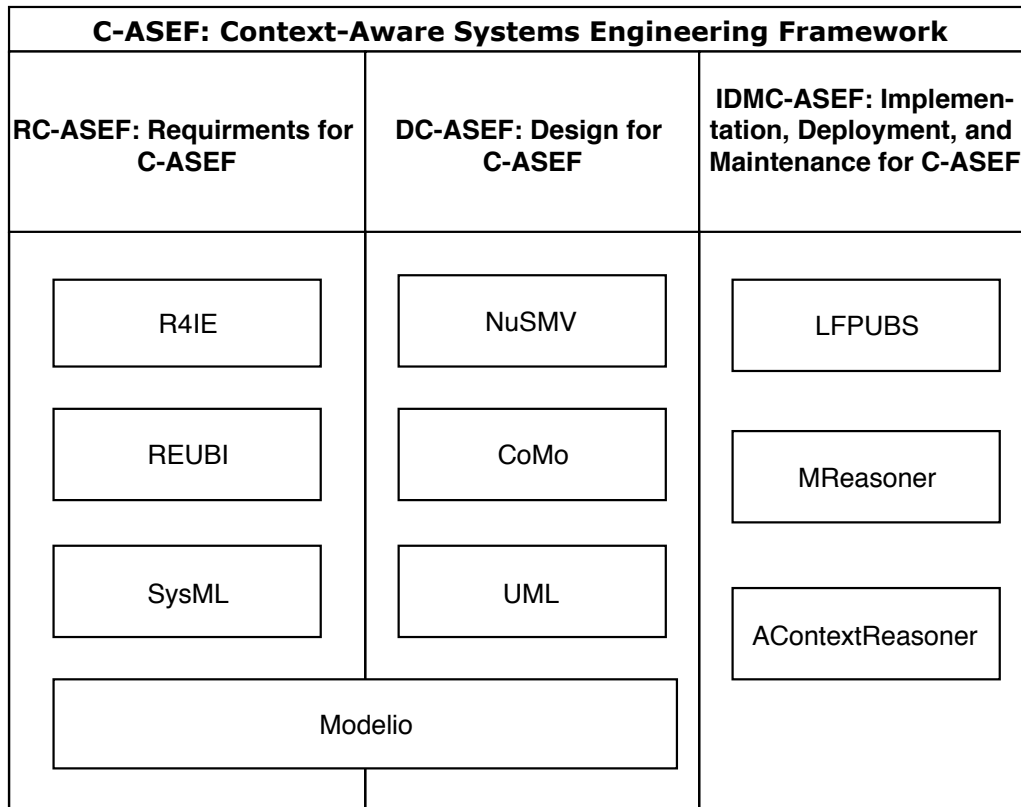 C-ASEF: Context-Aware Systems Engineering Framework
RC-ASEF: Requirments for
C-ASEF
DC-ASEF: Design for
C-ASEF
IDMC-ASEF: Implemen-
tation, Deployment, and
Maintenance for C-ASEF
R4IE
NuSMV
LFPUBS
REUBI
CoMo
MReasoner
SysML
UML
AContextReasoner
Modelio